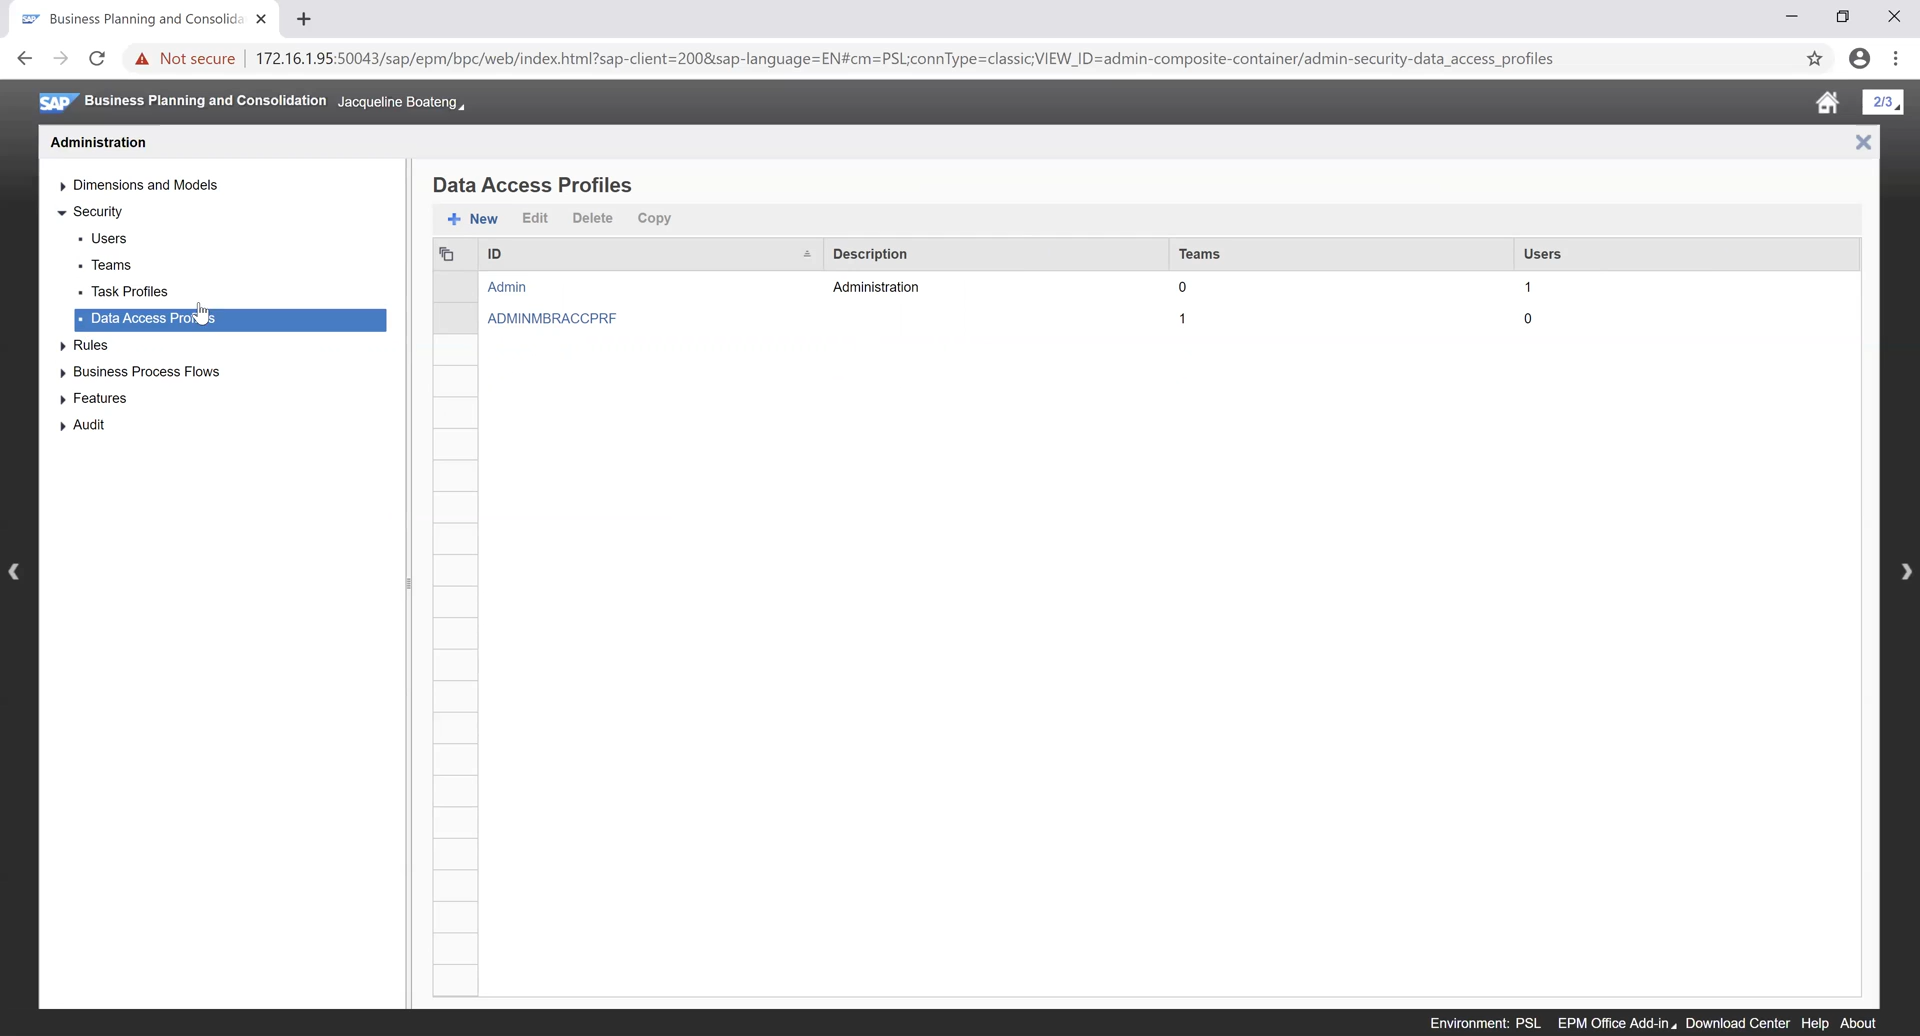 SAP Business Planning and Consolida
Not secure 172.16.1.95:50043/sap/epm/bpc/web/index.html?sap-client=200&sap-language=EN#cm=PSL;connType=classic;VIEW_ID=admin-composite-container/admin-security-data_access_profiles
SAP Business Planning and Consolidation Jacqueline Boateng
2/3
Administration
Dimensions and Models
Security
Users
Teams
Task Profiles
Data Access Profiles
Rules
Business Process Flows
Features
Audit
Data Access Profiles
New Edit Delete Copy
ID Description Teams Users
Admin Administration 0 1
ADMINMBRACCPRF 1 0
Environment: PSL EPM Office Add-in Download Center Help About